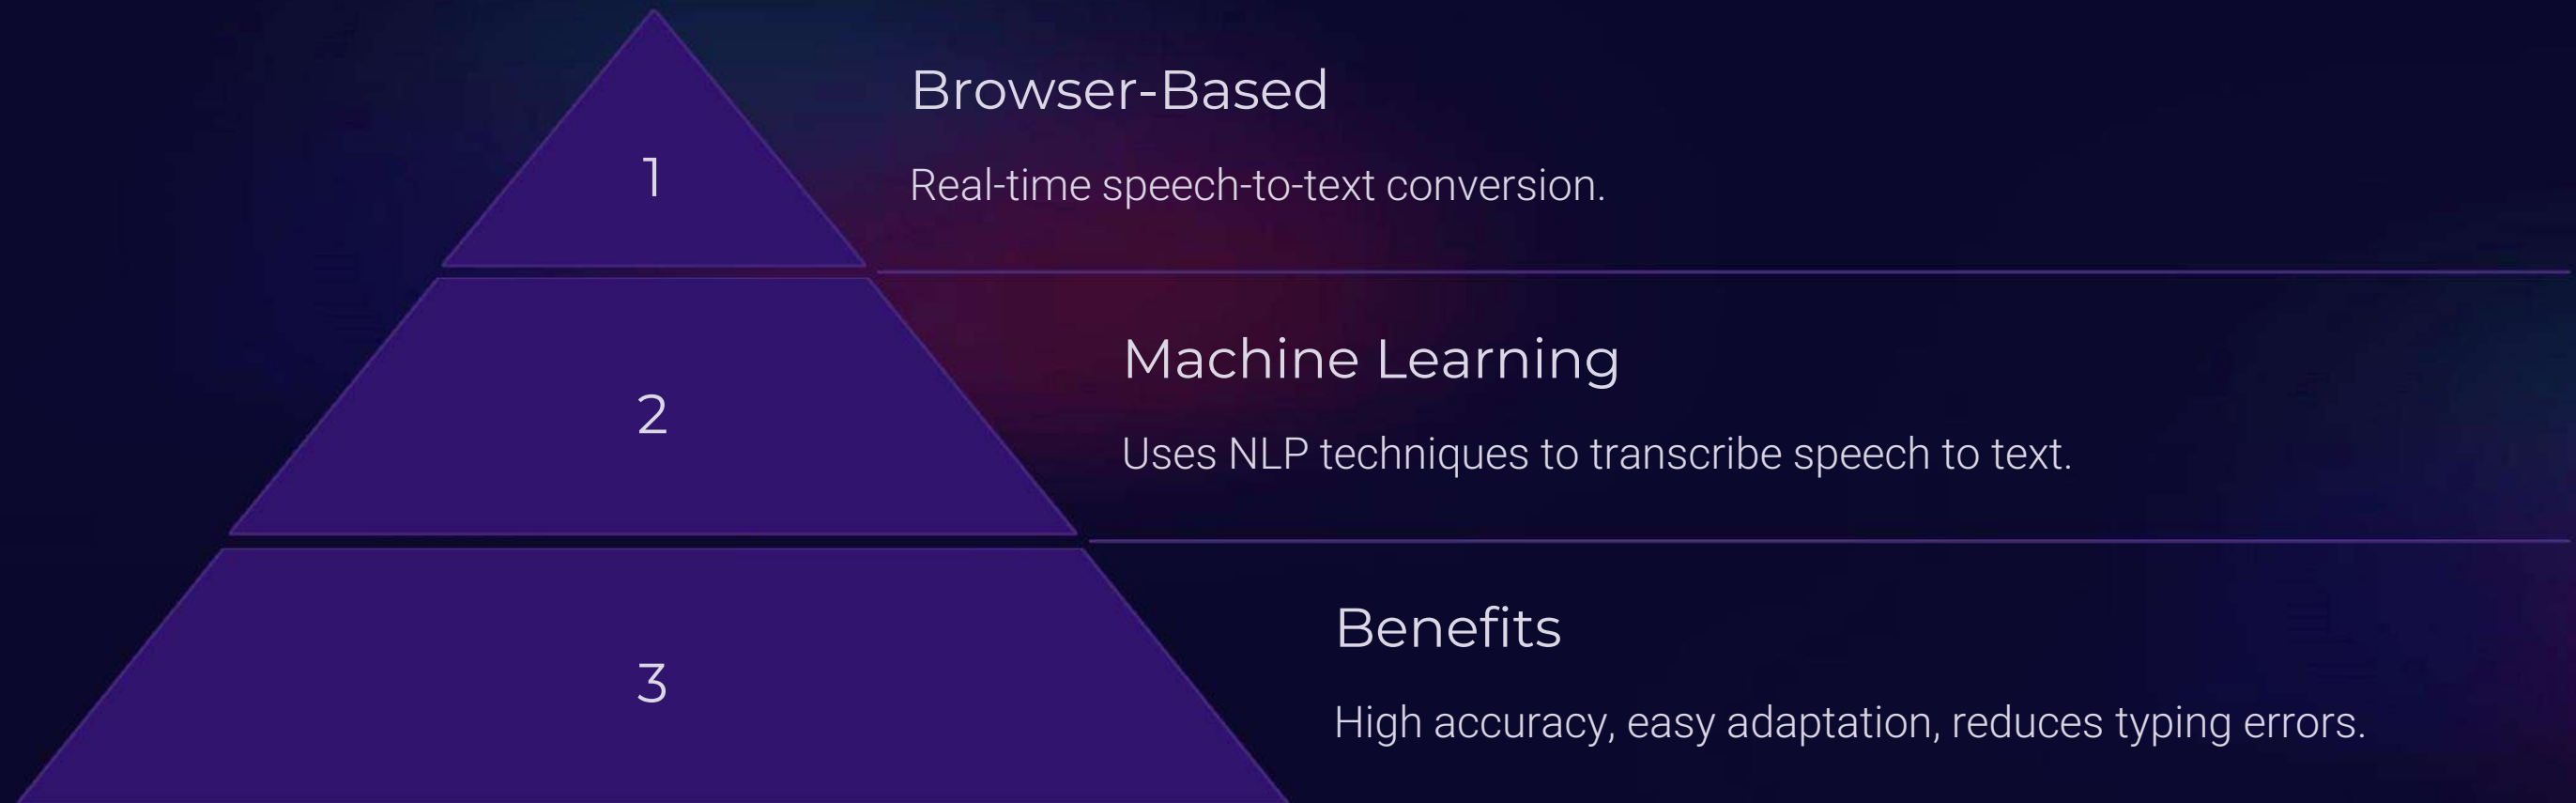 1
Browser-Based
Real-time speech-to-text conversion.
2
Machine Learning
Uses NLP techniques to transcribe speech to text.
3
Benefits
High accuracy, easy adaptation, reduces typing errors.